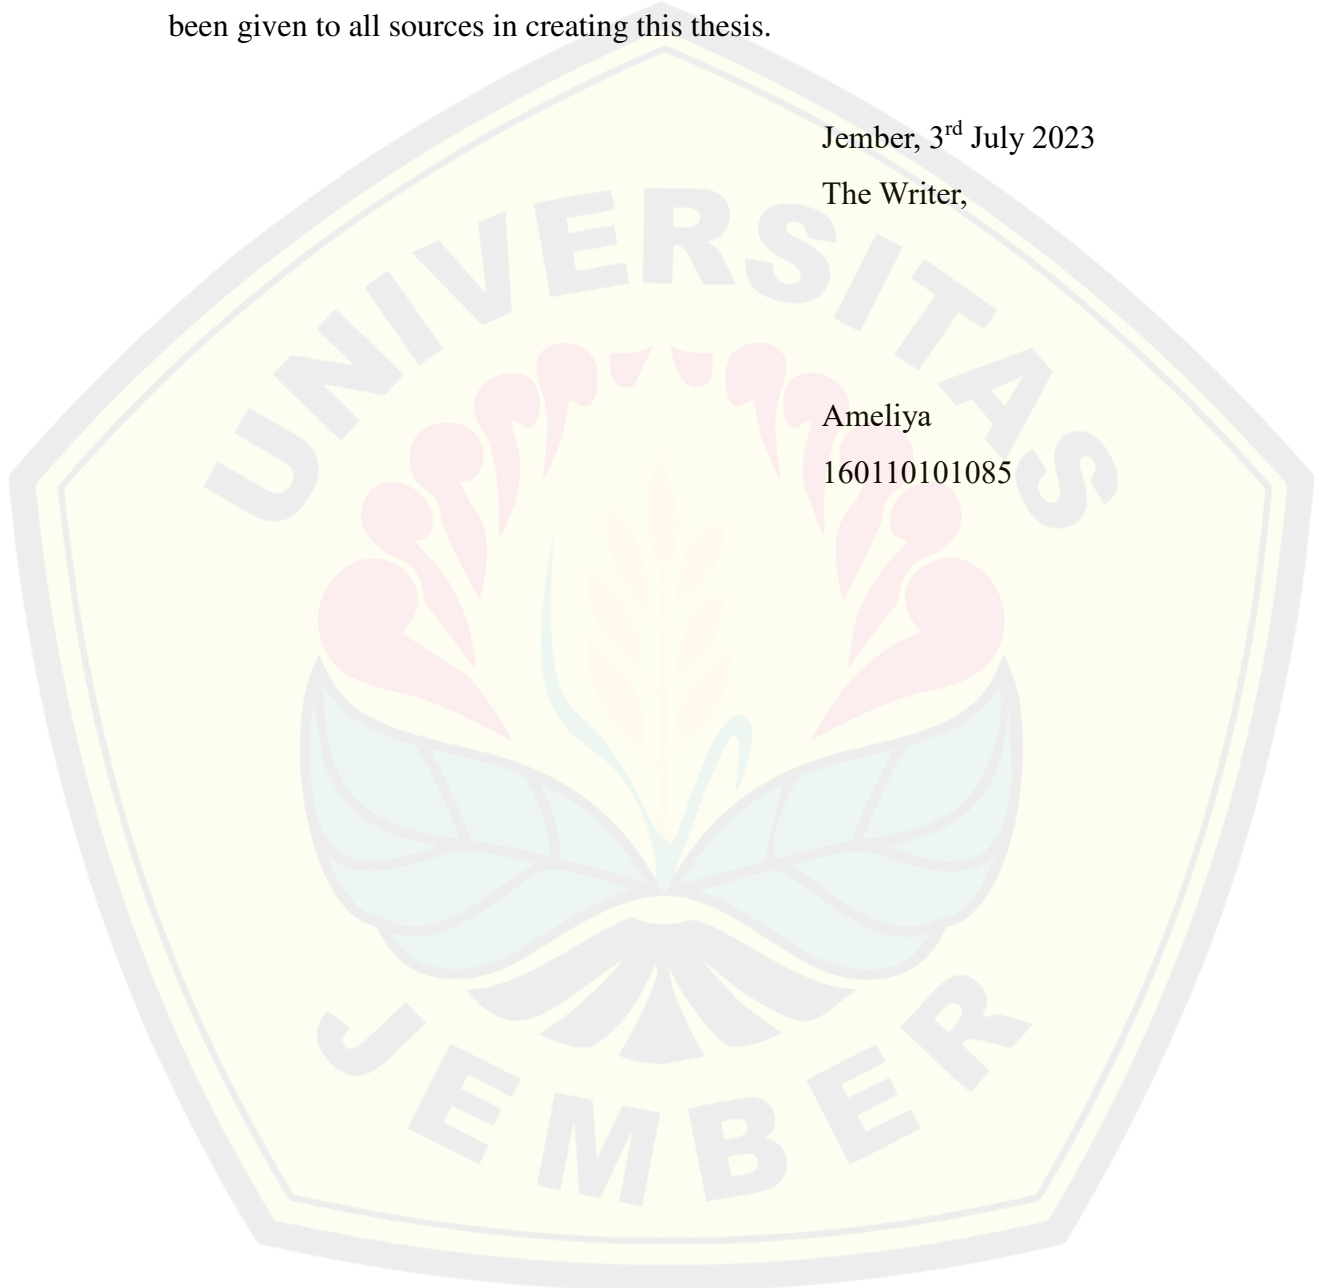 been given to all sources in creating this thesis.
Jember, 3rd July 2023
The Writer,
UNIVERSITAS
Ameliya
160110101085
JEMBER